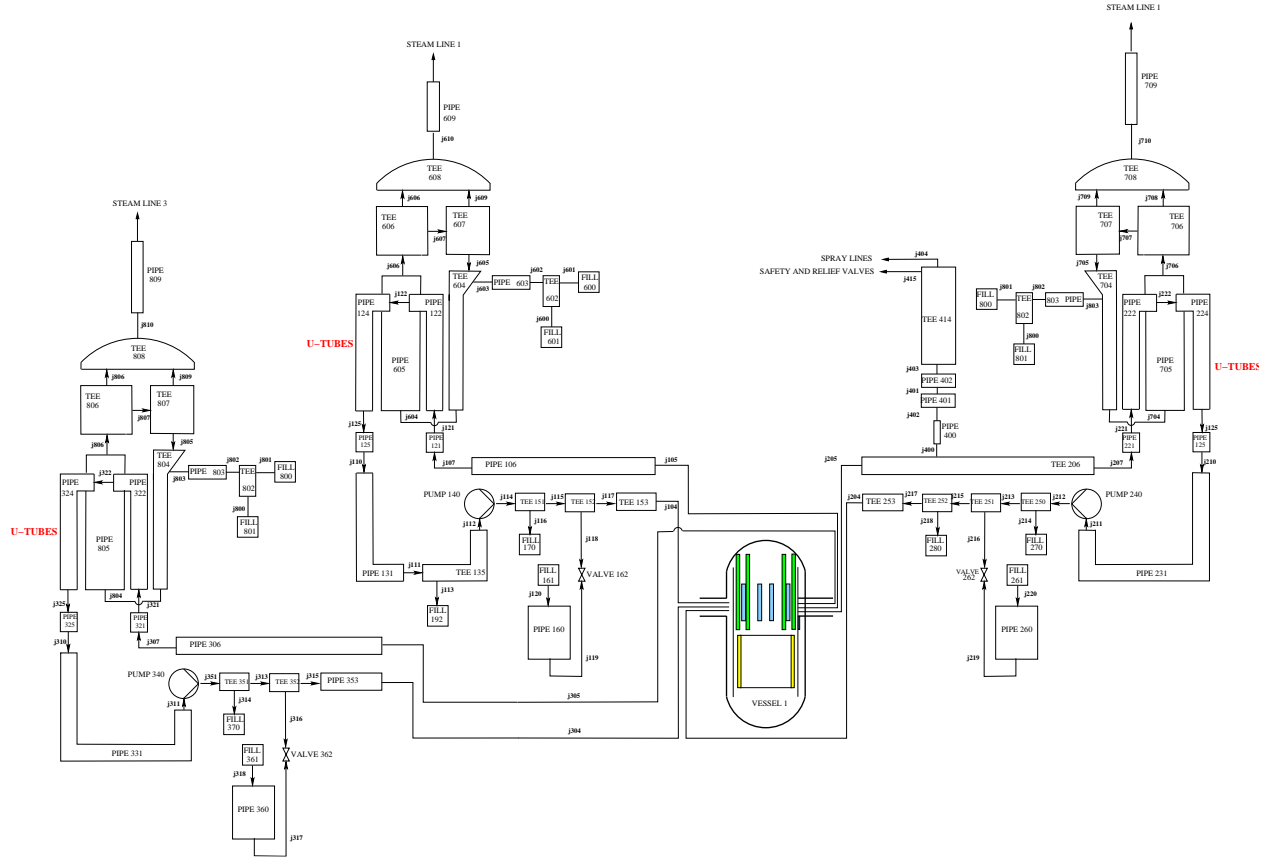 STEAM LINE 1
PIPE
709
j710
TEE
708
j709
j708
TEE
707
TEE
706
j707
j705
j706
TEE
704
FILL
800
j801
j802
TEE
802
803 PIPE
j803
j800
FILL
801
PIPE
222
j222
PIPE
224
PIPE
705
U-TUBES
j704
j221
PIPE
221
j125
PIPE
125
j207
j210
STEAM LINE 1
PIPE
609
j610
TEE
608
j606
j609
TEE
606
TEE
607
j607
j606
j605
TEE
604
j603
PIPE 603
j602
j601
TEE
602
FILL
600
j600
FILL
601
PIPE
124
j122
PIPE
122
PIPE
605
U-TUBES
j604
j125
j121
PIPE
125
PIPE
121
j110
j107
PIPE 106
j105
SPRAY LINES
j404
SAFETY AND RELIEF VALVES
j415
TEE 414
j403
PIPE 402
j401
PIPE 401
j402
PIPE
400
j400
j205
TEE 206
STEAM LINE 3
PIPE
809
j810
TEE
808
j806
j809
TEE
806
TEE
807
j807
j806
j805
TEE
804
j803
PIPE 803
j802
j801
TEE
802
FILL
800
j800
FILL
801
PIPE
324
j322
PIPE
322
PIPE
805
U-TUBES
j804
j325
j321
PIPE
325
PIPE
321
j310
j307
PIPE 306
j305
PUMP 140
j114
TEE 151
j115
TEE 152
j117
TEE 153
j104
j112
j116
FILL
170
j118
VALVE 162
FILL
161
j120
PIPE 160
j119
PIPE 131
j111
TEE 135
j113
FILL
192
j204
TEE 253
j217
TEE 252
j215
TEE 251
j213
TEE 250
j212
PUMP 240
j211
j218
FILL
280
j216
j214
FILL
270
VALVE
262
FILL
261
j220
PIPE 260
j219
PIPE 231
VESSEL 1
PUMP 340
j351
TEE 351
j313
TEE 352
j315
PIPE 353
j304
j311
j314
FILL
370
j316
PIPE 331
VALVE 362
FILL
361
j318
PIPE 360
j317